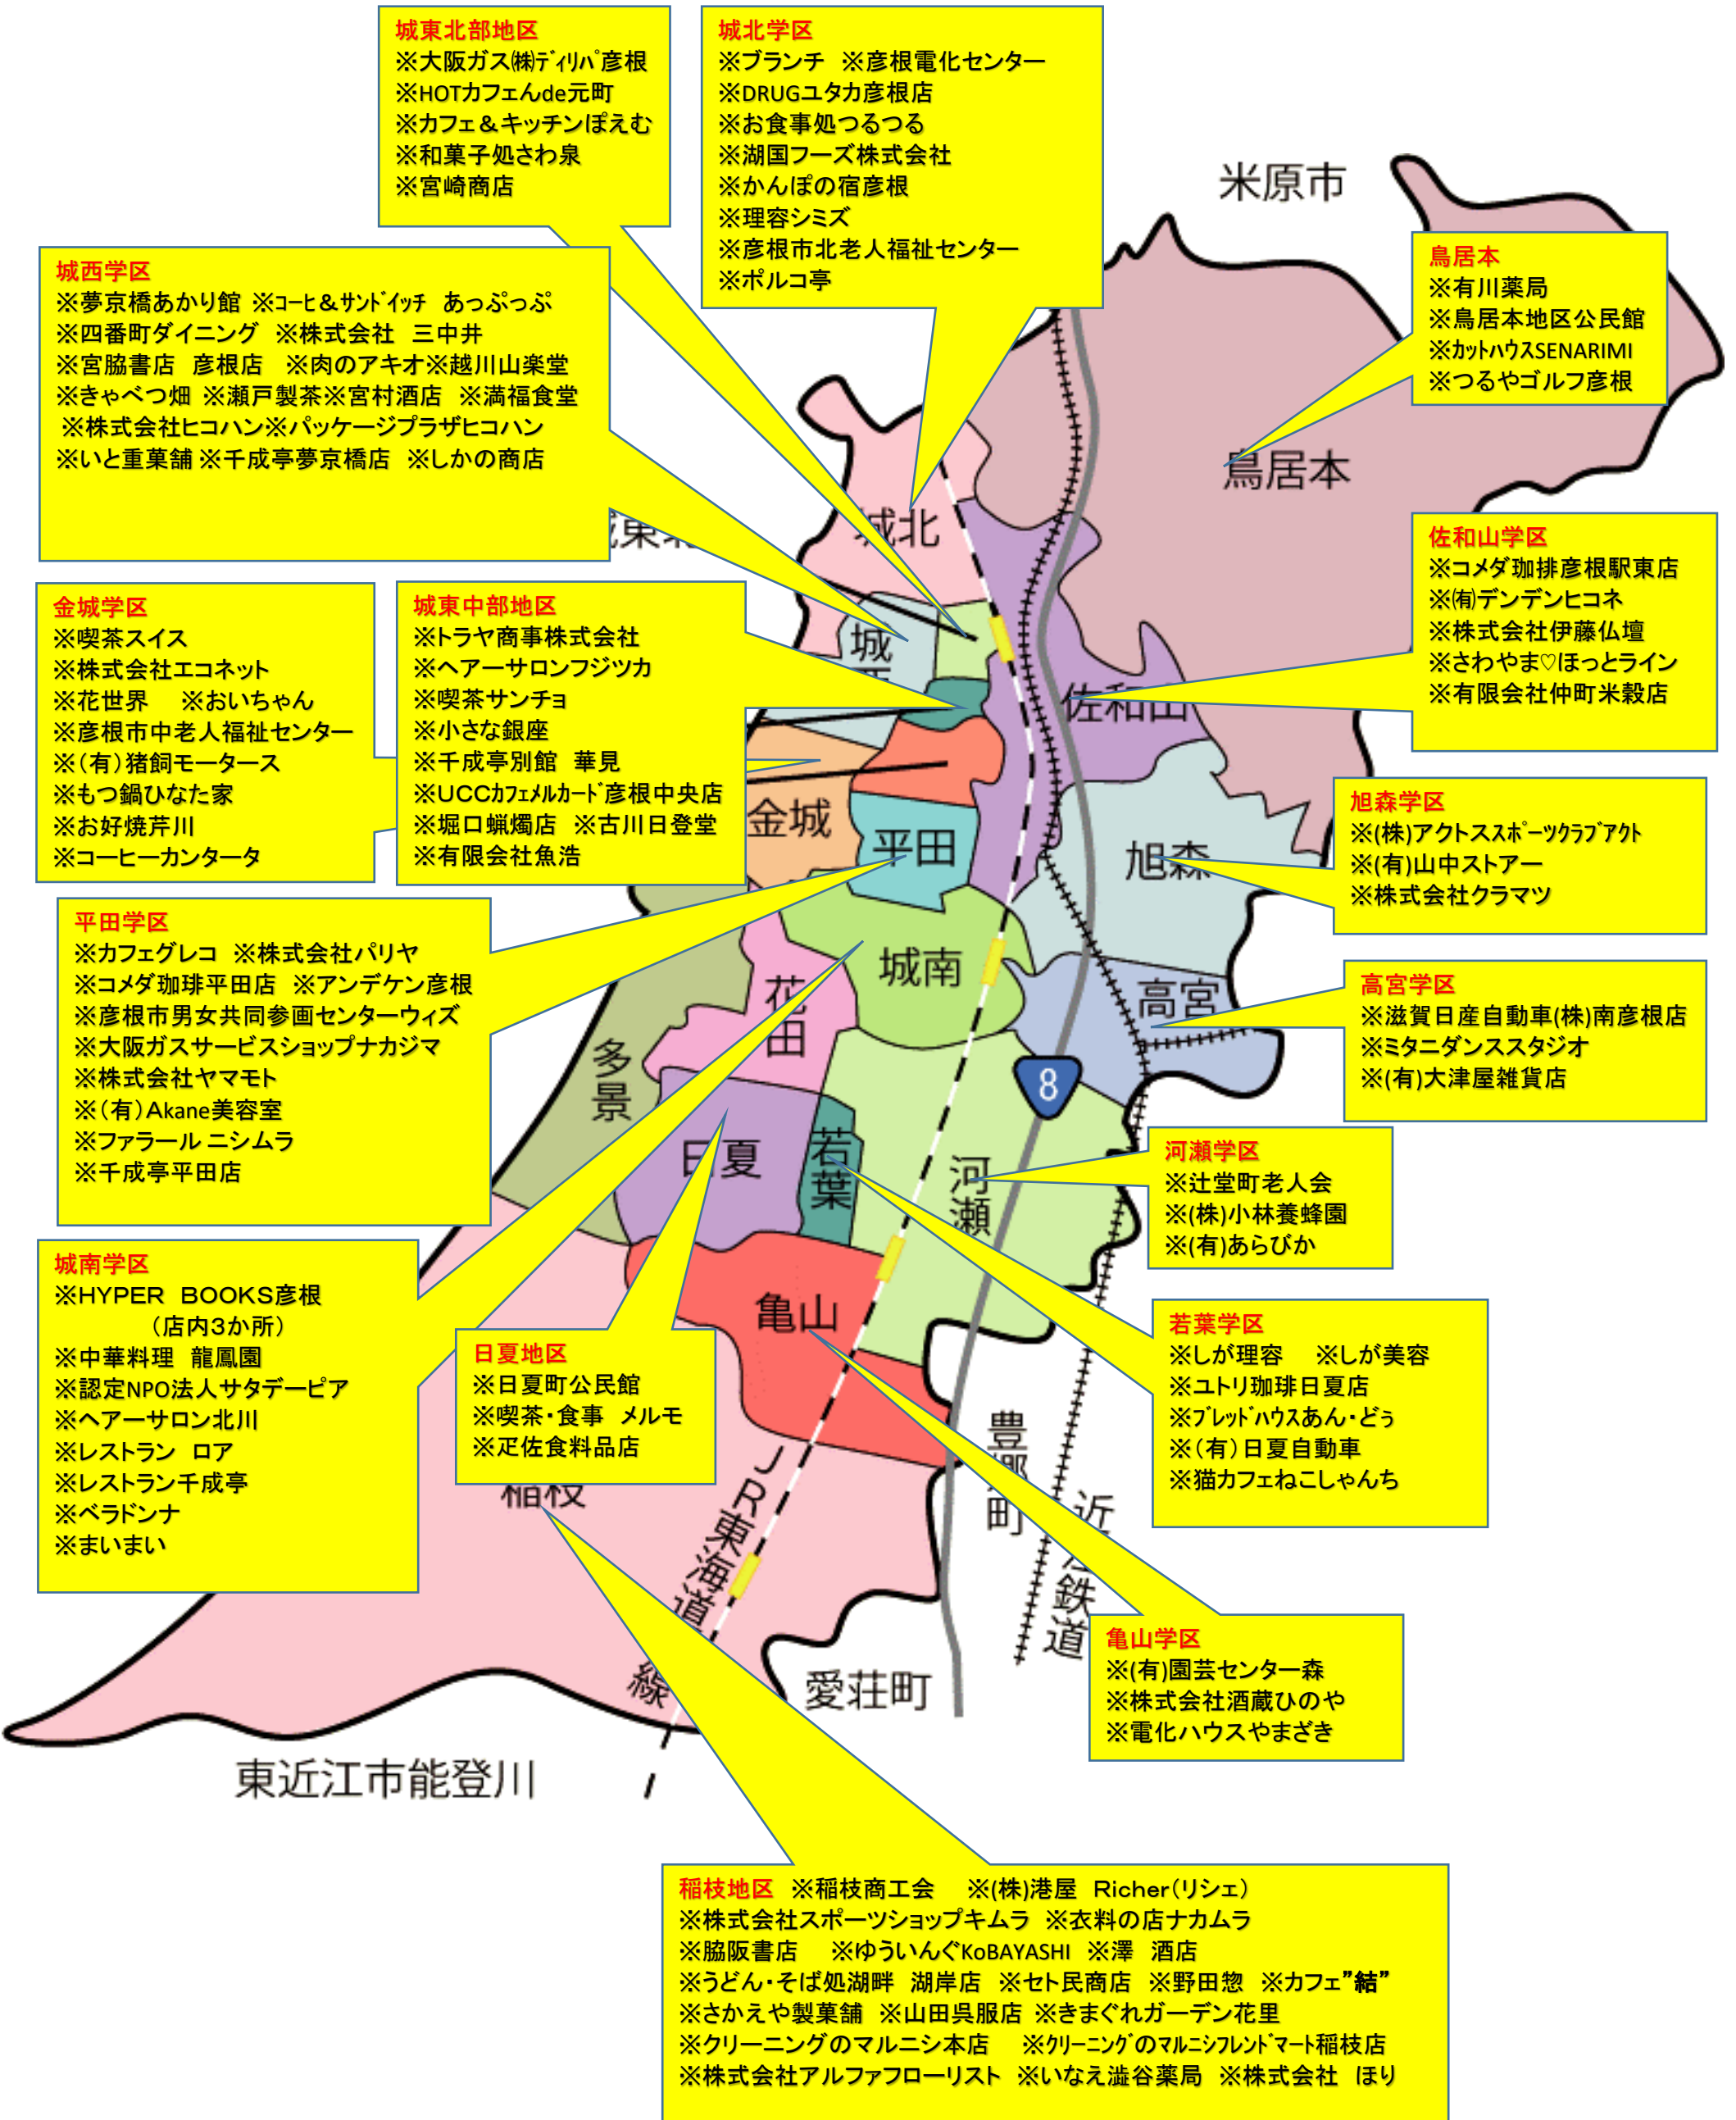 城東北部地区
※大阪ガス㈱ディリパ彦根
※HOTカフェんde元町
※カフェ＆キッチンぽえむ
※和菓子処さわ泉
※宮崎商店
城北学区
※ブランチ　※彦根電化センター
※DRUGユタカ彦根店
※お食事処つるつる
※湖国フーズ株式会社
※かんぽの宿彦根
※理容シミズ
※彦根市北老人福祉センター
※ポルコ亭
米原市
鳥居本
※有川薬局
※鳥居本地区公民館
※カットハウスSENARIMI
※つるやゴルフ彦根
城西学区
※夢京橋あかり館 ※コーヒ＆サンドイッチ　あっぷっぷ
※四番町ダイニング　※株式会社　三中井
※宮脇書店　彦根店　※肉のアキオ※越川山楽堂
※きゃべつ畑 ※瀬戸製茶※宮村酒店　※満福食堂
※株式会社ヒコハン※パッケージプラザヒコハン
※いと重菓舗 ※千成亭夢京橋店　※しかの商店
鳥居本
城北
佐和山学区
※コメダ珈排彦根駅東店
※㈲デンデンヒコネ
※株式会社伊藤仏壇
※さわやま♡ほっとライン
※有限会社仲町米穀店
金城学区
※喫茶スイス
※株式会社エコネット
※花世界　※おいちゃん
※彦根市中老人福祉センター
※（有）猪飼モータース
※もつ鍋ひなた家
※お好焼芹川
※コーヒーカンタータ
城東中部地区
※トラヤ商事株式会社
※ヘアーサロンフジツカ
※喫茶サンチョ
※小さな銀座
※千成亭別館　華見
※UCCカフェメルカード彦根中央店
※堀口蝋燭店　※古川日登堂
※有限会社魚浩
城
佐和山
金城
平田
旭森
旭森学区
※(株)アクトススポーツクラブアクト
※(有)山中ストアー
※株式会社クラマツ
平田学区
※カフェグレコ　※株式会社パリヤ
※コメダ珈琲平田店　※アンデケン彦根
※彦根市男女共同参画センターウィズ
※大阪ガスサービスショップナカジマ
※株式会社ヤマモト
※（有）Akane美容室
※ファラール ニシムラ
※千成亭平田店
城南
花田
高宮
高宮学区
※滋賀日産自動車(株)南彦根店
※ミタニダンススタジオ
※(有)大津屋雑貨店
多景
8
日夏
若葉
河瀬
河瀬学区
※辻堂町老人会
※(株)小林養蜂園
※(有)あらびか
城南学区
※HYPER　BOOKS彦根
（店内3か所）
※中華料理　龍鳳園
※認定NPO法人サタデーピア
※ヘアーサロン北川
※レストラン　ロア
※レストラン千成亭
※ベラドンナ
※まいまい
亀山
日夏地区
※日夏町公民館
※喫茶・食事　メルモ
※疋佐食料品店
若葉学区
※しが理容　※しが美容
※ユトリ珈琲日夏店
※ブレッドハウスあん・どぅ
※（有）日夏自動車
※猫カフェねこしゃんち
稲枝
豊郷町
JR東海道線
近江鉄道
亀山学区
※(有)園芸センター森
※株式会社酒蔵ひのや
※電化ハウスやまざき
愛荘町
東近江市能登川
稲枝地区　※稲枝商工会　※(株)港屋　Richer（リシェ）
※株式会社スポーツショップキムラ　※衣料の店ナカムラ
※脇阪書店　※ゆういんぐKoBAYASHI　※澤　酒店
※うどん・そば処湖畔　湖岸店　※セト民商店　※野田惣　※カフェ”結”
※さかえや製菓舗　※山田呉服店 ※きまぐれガーデン花里
※クリーニングのマルニシ本店　※クリーニングのマルニシフレンドマート稲枝店
※株式会社アルファフローリスト　※いなえ澁谷薬局　※株式会社　ほり